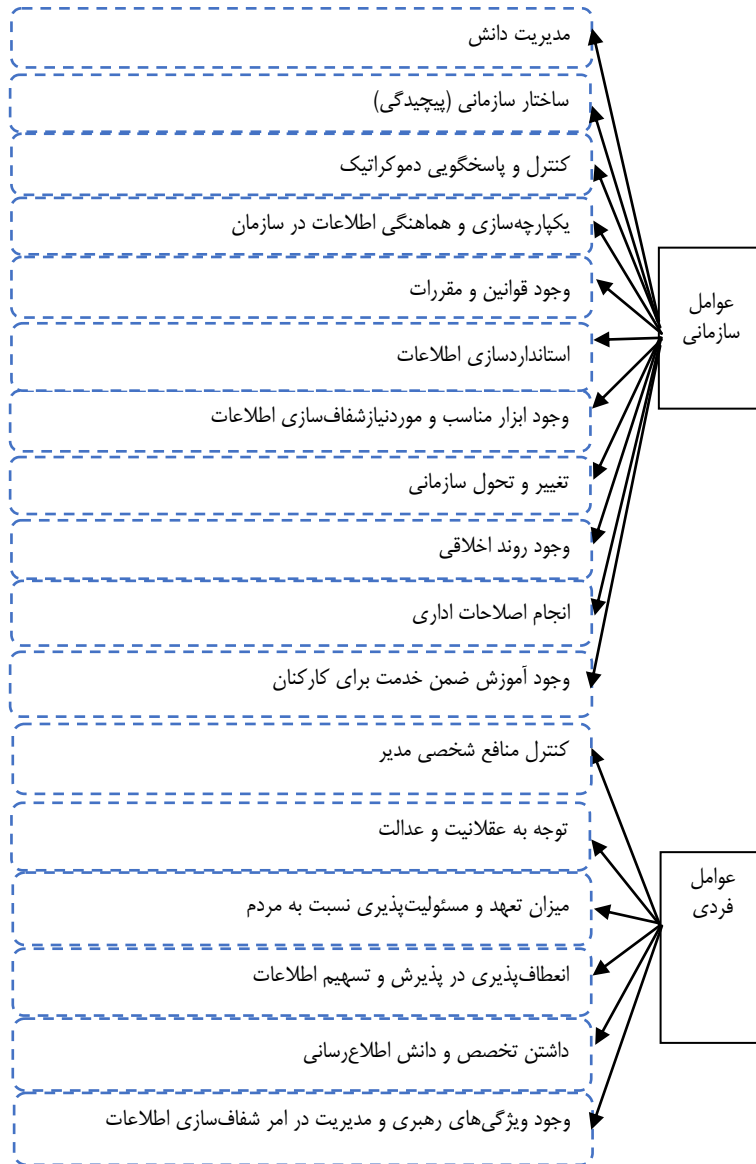 مدیریت دانش
ساختار سازمانی (پیچیدگی)
کنترل و پاسخگویی دموکراتیک
یکپارچه‌سازی و هماهنگی اطلاعات در سازمان
وجود قوانین و مقررات
استانداردسازی اطلاعات
وجود ابزار مناسب و موردنیازشفاف‌سازی اطلاعات
تغییر و تحول سازمانی
وجود روند اخلاقی
انجام اصلاحات اداری
وجود آموزش ضمن خدمت برای کارکنان
عوامل
سازمانی
کنترل منافع شخصی مدیر
توجه به عقلانیت و عدالت
میزان تعهد و مسئولیت‌پذیری نسبت به مردم
انعطاف‌پذیری در پذیرش و تسهیم اطلاعات
داشتن تخصص و دانش اطلاع‌رسانی
وجود ویژگی‌های رهبری و مدیریت در امر شفاف‌سازی اطلاعات
عوامل
فردی